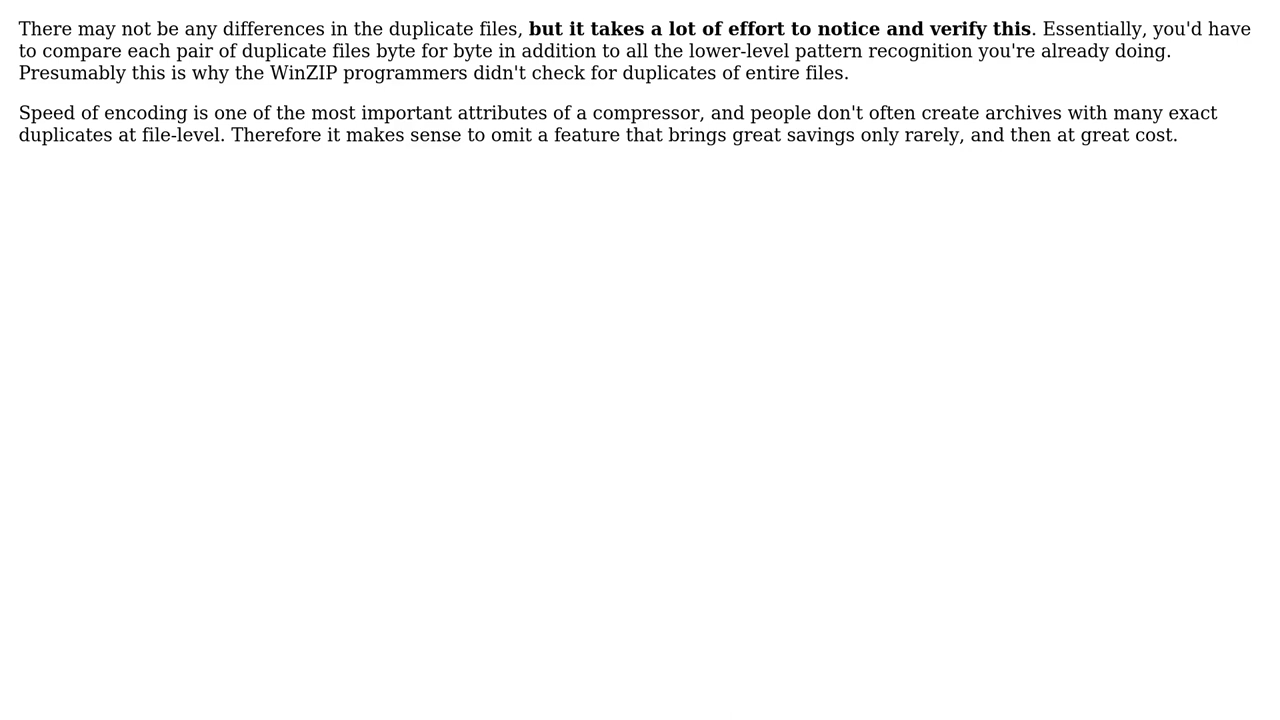 There may not be any differences in the duplicate files, but it takes a lot of effort to notice and verify this. Essentially, you'd have
to compare each pair of duplicate files byte for byte in addition to all the lower-level pattern recognition you're already doing.
Presumably this is why the WinZIP programmers didn't check for duplicates of entire files.
Speed of encoding is one of the most important attributes of a compressor, and people don't often create archives with many exact
duplicates at file-level. Therefore it makes sense to omit a feature that brings great savings only rarely, and then at great cost.